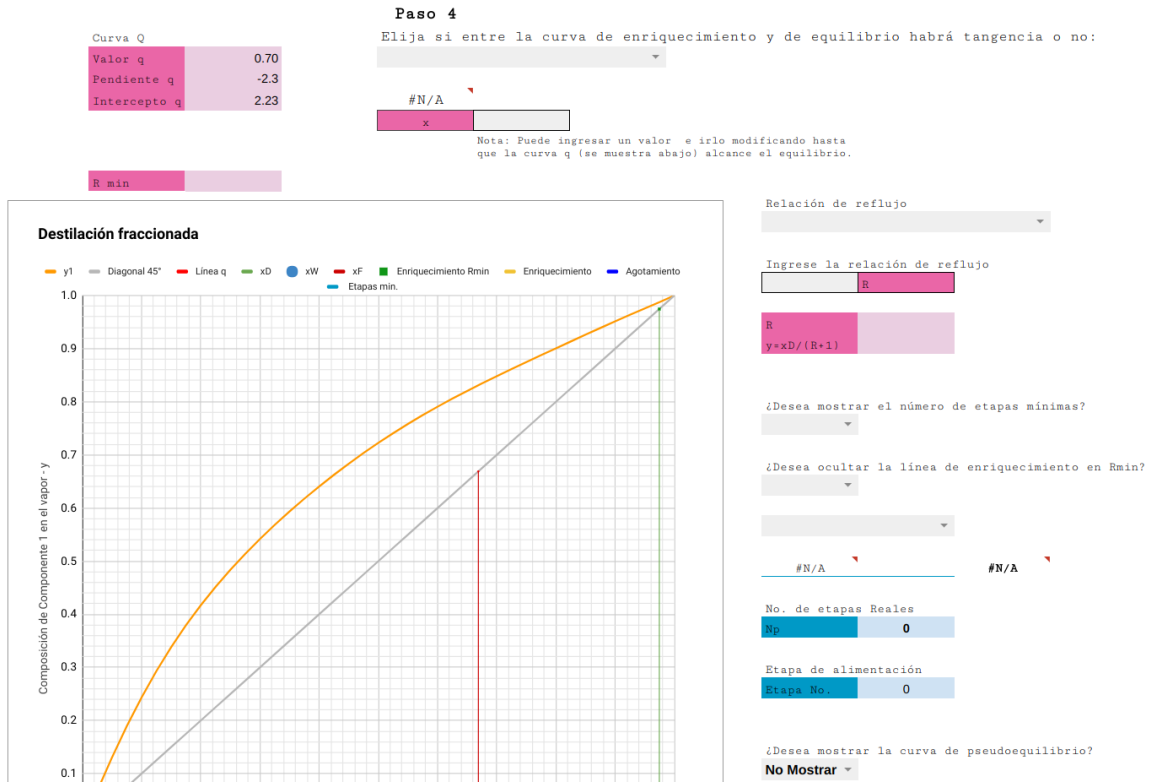 Paso 4
Curva Q
Elija si entre la curva de enriquecimiento y de equilibrio habrá tangencia o no:
Valor q 0.70
Pendiente q -2.3
Intercepto q 2.23
#N/A
x
Nota: Puede ingresar un valor e irlo modificando hasta
que la curva q (se muestra abajo) alcance el equilibrio.
R min
Destilación fraccionada
y1 Diagonal 45° Línea q xD xW xF Enriquecimiento Rmin Enriquecimiento Agotamiento
Etapas min.
1.0
0.9
0.8
0.7
0.6
0.5
0.4
0.3
0.2
0.1
Composición de Componente 1 en el vapor - y
Relación de reflujo
Ingrese la relación de reflujo
R
R
y=xD/(R+1)
¿Desea mostrar el número de etapas mínimas?
¿Desea ocultar la línea de enriquecimiento en Rmin?
#N/A #N/A
No. de etapas Reales
Np 0
Etapa de alimentación
Etapa No. 0
¿Desea mostrar la curva de pseudoequilibrio?
No Mostrar